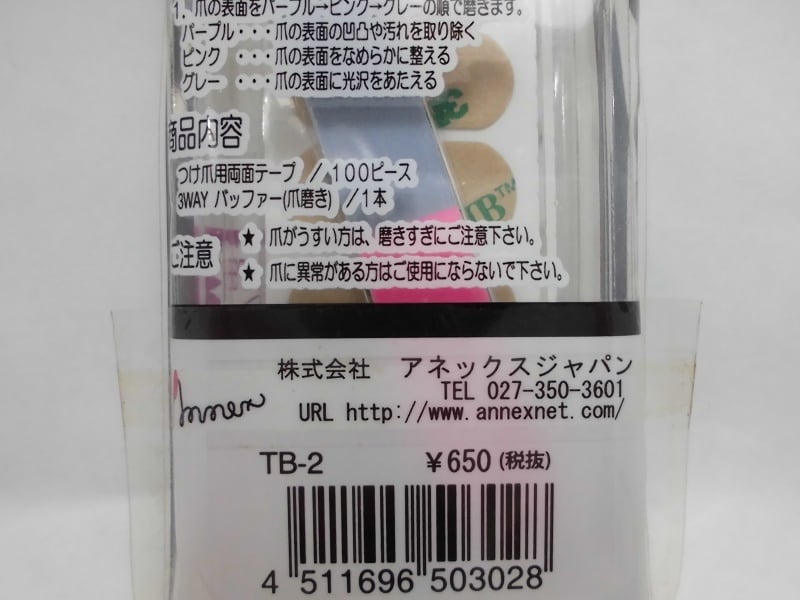 1. 爪の表面をパープル→ピンク→グレーの順で磨きます。
パープル・・・爪の表面の凹凸や汚れを取り除く
ピンク ・・・爪の表面をなめらかに整える
グレー ・・・爪の表面に光沢をあたえる
商品内容
つけ爪用両面テープ ／100ピース
3WAY バッファー(爪磨き) ／1本
ご注意
★ 爪がうすい方は、磨きすぎにご注意下さい。
★ 爪に異常がある方はご使用にならないで下さい。
株式会社 アネックスジャパン
TEL 027-350-3601
Annex
URL http://www.annexnet.com/
TB-2 ¥650 (税抜)
4 511696 503028